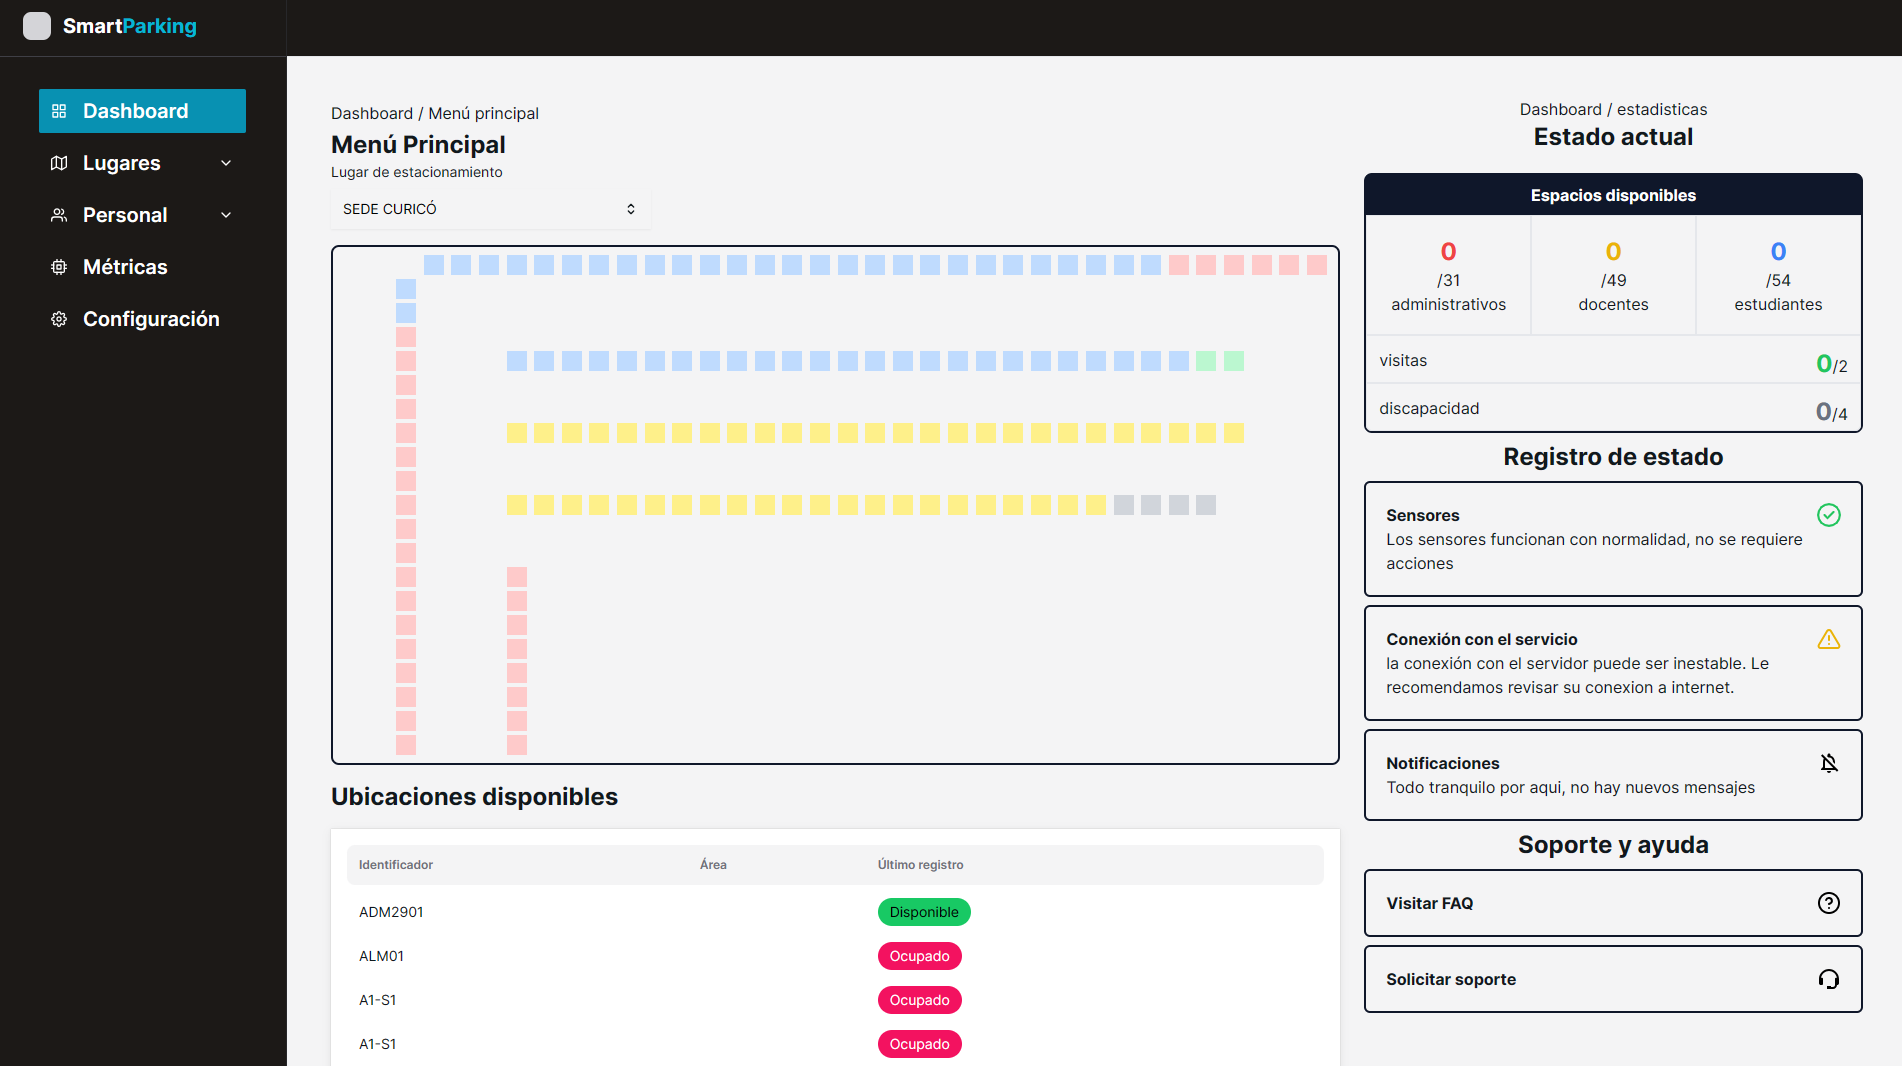 SmartParking
Dashboard
Lugares
Personal
Métricas
Configuración
Dashboard / Menú principal
Menú Principal
Lugar de estacionamiento
SEDE CURICÓ
Ubicaciones disponibles
Identificador Área Último registro
ADM2901 Disponible
ALM01 Ocupado
A1-S1 Ocupado
A1-S1 Ocupado
Dashboard / estadisticas
Estado actual
Espacios disponibles
0 0 0
/31 /49 /54
administrativos docentes estudiantes
visitas 0/2
discapacidad 0/4
Registro de estado
Sensores
Los sensores funcionan con normalidad, no se requiere
acciones
Conexión con el servicio
la conexión con el servidor puede ser inestable. Le
recomendamos revisar su conexion a internet.
Notificaciones
Todo tranquilo por aqui, no hay nuevos mensajes
Soporte y ayuda
Visitar FAQ
Solicitar soporte